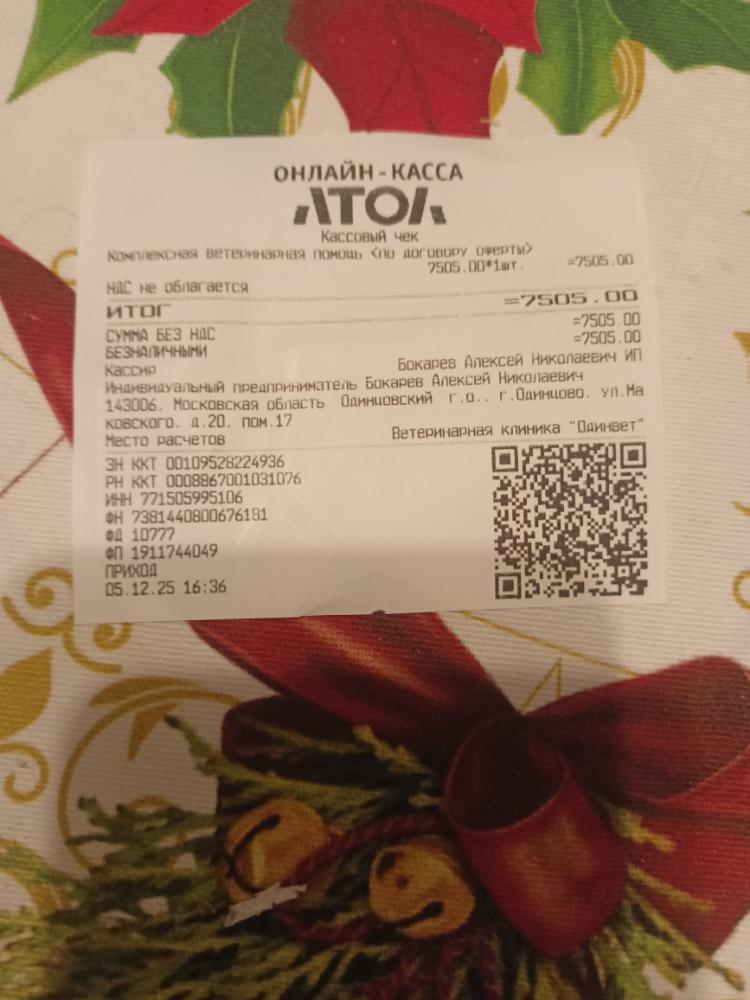 ОНЛАЙН-КАССА
АТОЛ
Кассовый чек
Комплексная ветеринарная помощь <по договору оферты>
7505.00*1шт. =7505.00
НДС не облагается
ИТОГ =7505.00
СУММА БЕЗ НДС =7505.00
БЕЗНАЛИЧНЫМИ =7505.00
Кассир Бокарев Алексей Николаевич ИП
Индивидуальный предприниматель Бокарев Алексей Николаевич
143006. Московская область. Одинцовский г.о.. г.Одинцово. ул.Ма
ковского. д.20. пом.17
Место расчетов Ветеринарная клиника "Одинвет"
ЗН ККТ 00109528224936
РН ККТ 0008867001031076
ИНН 771505995106
ФН 7381440800676181
ФД 10777
ФП 1911744049
ПРИХОД
05.12.25 16:36